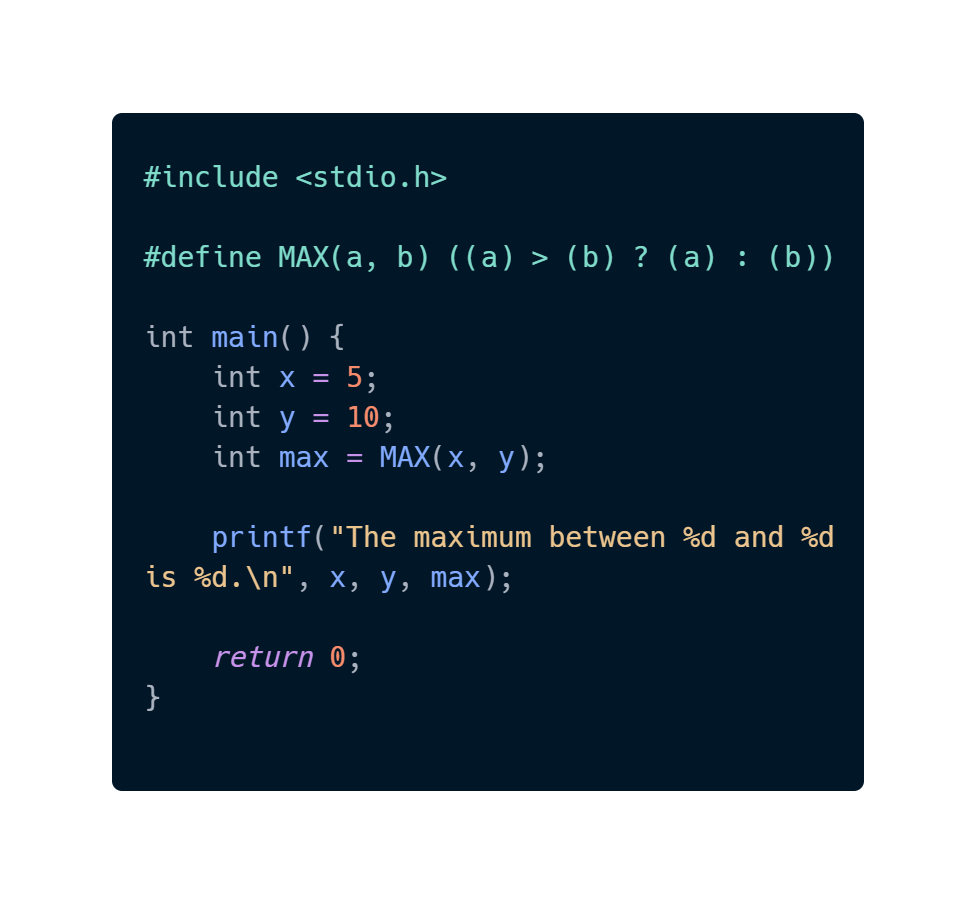 #include <stdio.h>
#define MAX(a, b) ((a) > (b) ? (a) : (b))
int main() {
    int x = 5;
    int y = 10;
    int max = MAX(x, y);
    printf("The maximum between %d and %d
is %d.\n", x, y, max);
    return 0;
}